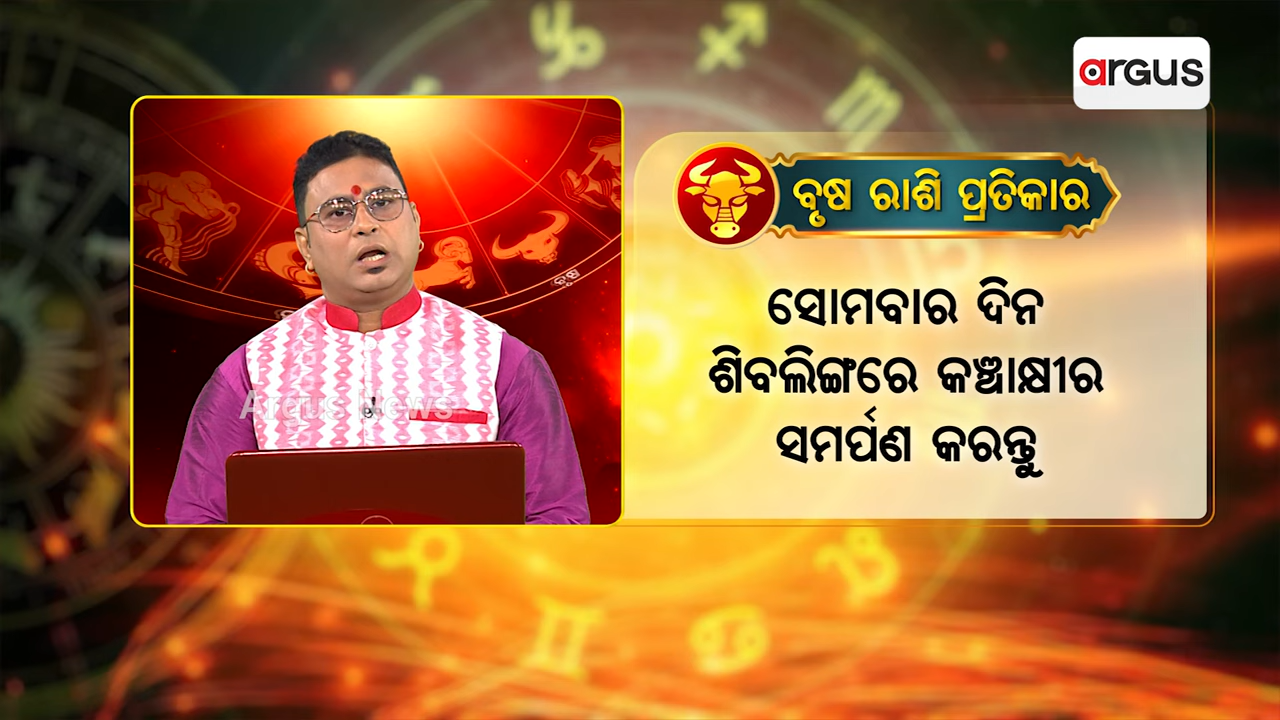 argus
ବୃଷ ରାଶି ପ୍ରତିକାର
ସୋମବାର ଦିନ
ଶିବଲିଙ୍ଗରେ କଞ୍ଚାକ୍ଷୀର
ସମର୍ପଣ କରନ୍ତୁ
ବୃଷ
Argus News